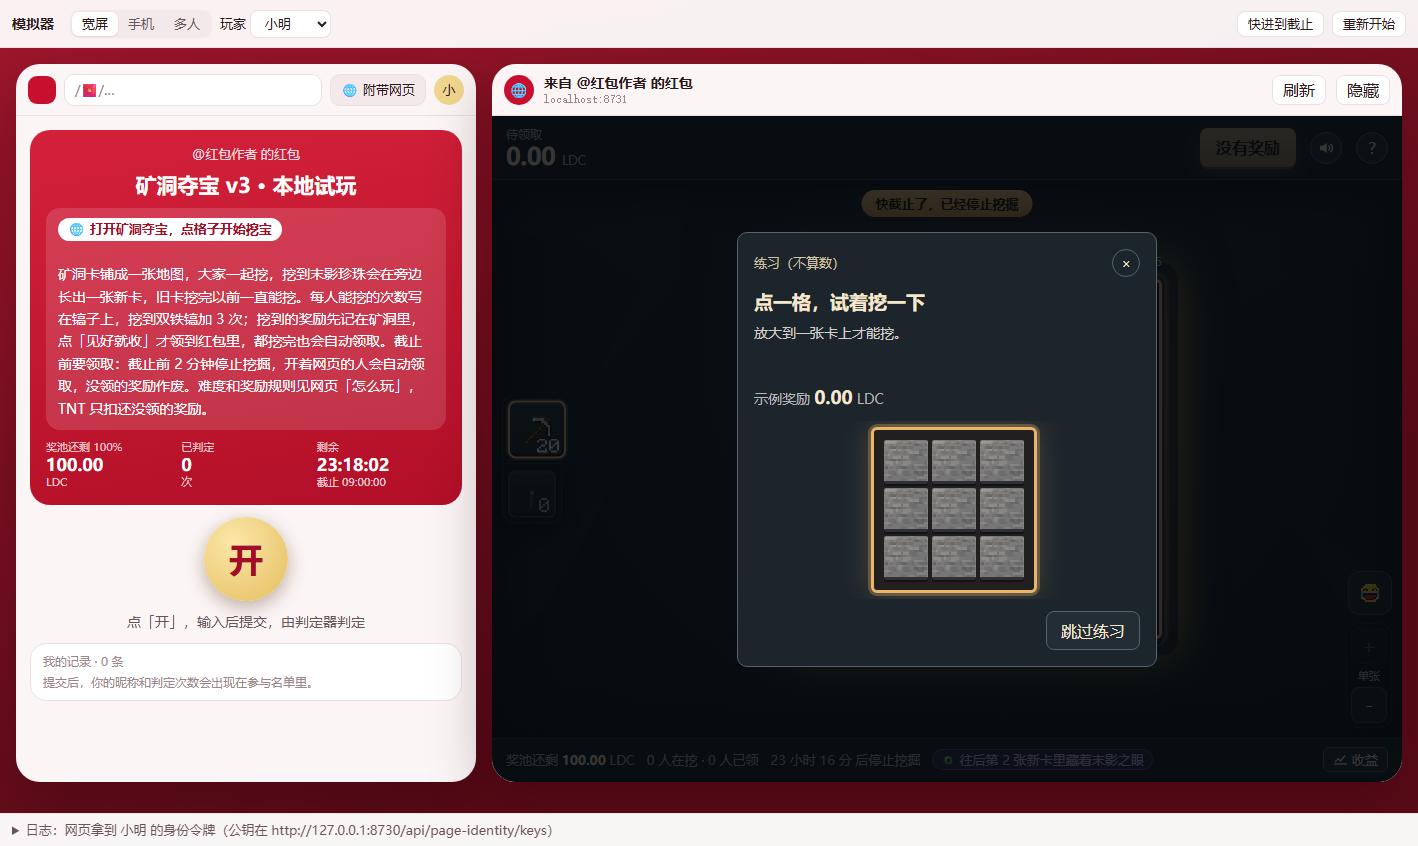 模拟器
宽屏 手机 多人 玩家 小明
快进到截止 重新开始
/ /...
附带网页
小
@红包作者 的红包
矿洞夺宝 v3 • 本地试玩
打开矿洞夺宝，点格子开始挖宝
矿洞卡铺成一张地图，大家一起挖，挖到末影珍珠会在旁边
长出一张新卡，旧卡挖完以前一直能挖。每人能挖的次数写
在镐子上，挖到双铁镐加 3 次；挖到的奖励先记在矿洞里，
点「见好就收」才领到红包里，都挖完也会自动领取。截止
前要领取：截止前 2 分钟停止挖掘，开着网页的人会自动领
取，没领的奖励作废。难度和奖励规则见网页「怎么玩」，
TNT 只扣还没领的奖励。
奖池还剩 100% 已判定 剩余
100.00 0 23:18:02
LDC 次 截止 09:00:00
开
点「开」，输入后提交，由判定器判定
我的记录 · 0 条
提交后，你的昵称和判定次数会出现在参与名单里。
来自 @红包作者 的红包
localhost:8731
刷新 隐藏
待领取
0.00 LDC
没有奖励
?
快截止了，已经停止挖掘
练习（不算数）
×
点一格，试着挖一下
放大到一张卡上才能挖。
示例奖励 0.00 LDC
跳过练习
20
0
+
单张
-
奖池还剩 100.00 LDC 0 人在挖 · 0 人已领 23 小时 16 分 后停止挖掘 往后第 2 张新卡里藏着末影之眼 收益
▶ 日志：网页拿到 小明 的身份令牌（公钥在 http://127.0.0.1:8730/api/page-identity/keys）